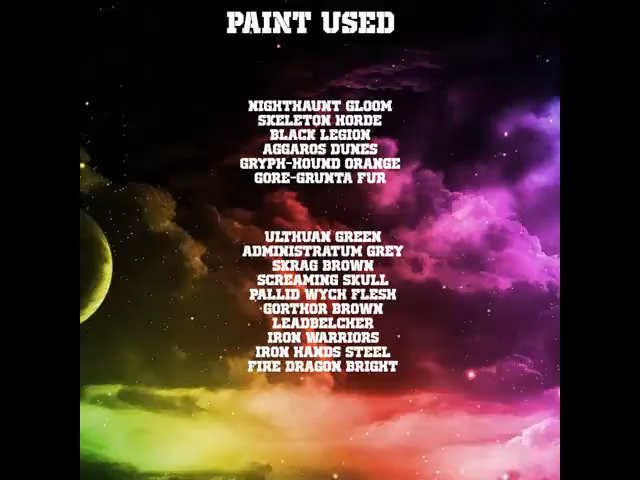 PAINT USED
NIGHTHAUNT GLOOM
SKELETON HORDE
BLACK LEGION
AGGAROS DUNES
GRYPH-HOUND ORANGE
GORE-GRUNTA FUR
ULTHUAN GREEN
ADMINISTRATUM GREY
SKRAG BROWN
SCREAMING SKULL
PALLID WYCH FLESH
GORTHOR BROWN
LEADBELCHER
IRON WARRIORS
IRON HANDS STEEL
FIRE DRAGON BRIGHT